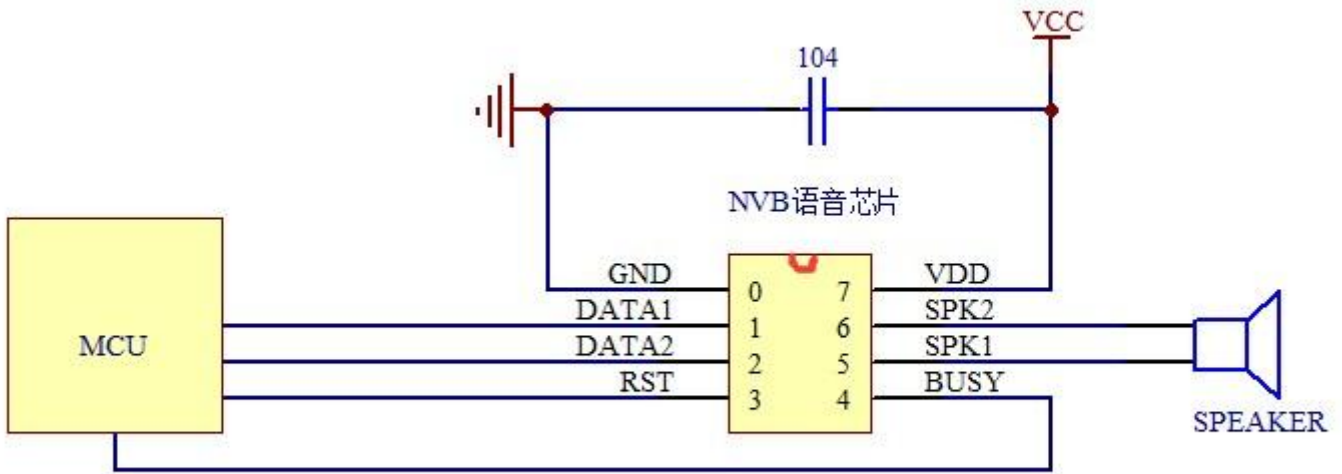 VCC
104
NVB语音芯片
GND 0 7 VDD
DATA1 1 6 SPK2
MCU DATA2 2 5 SPK1
RST 3 4 BUSY
SPEAKER